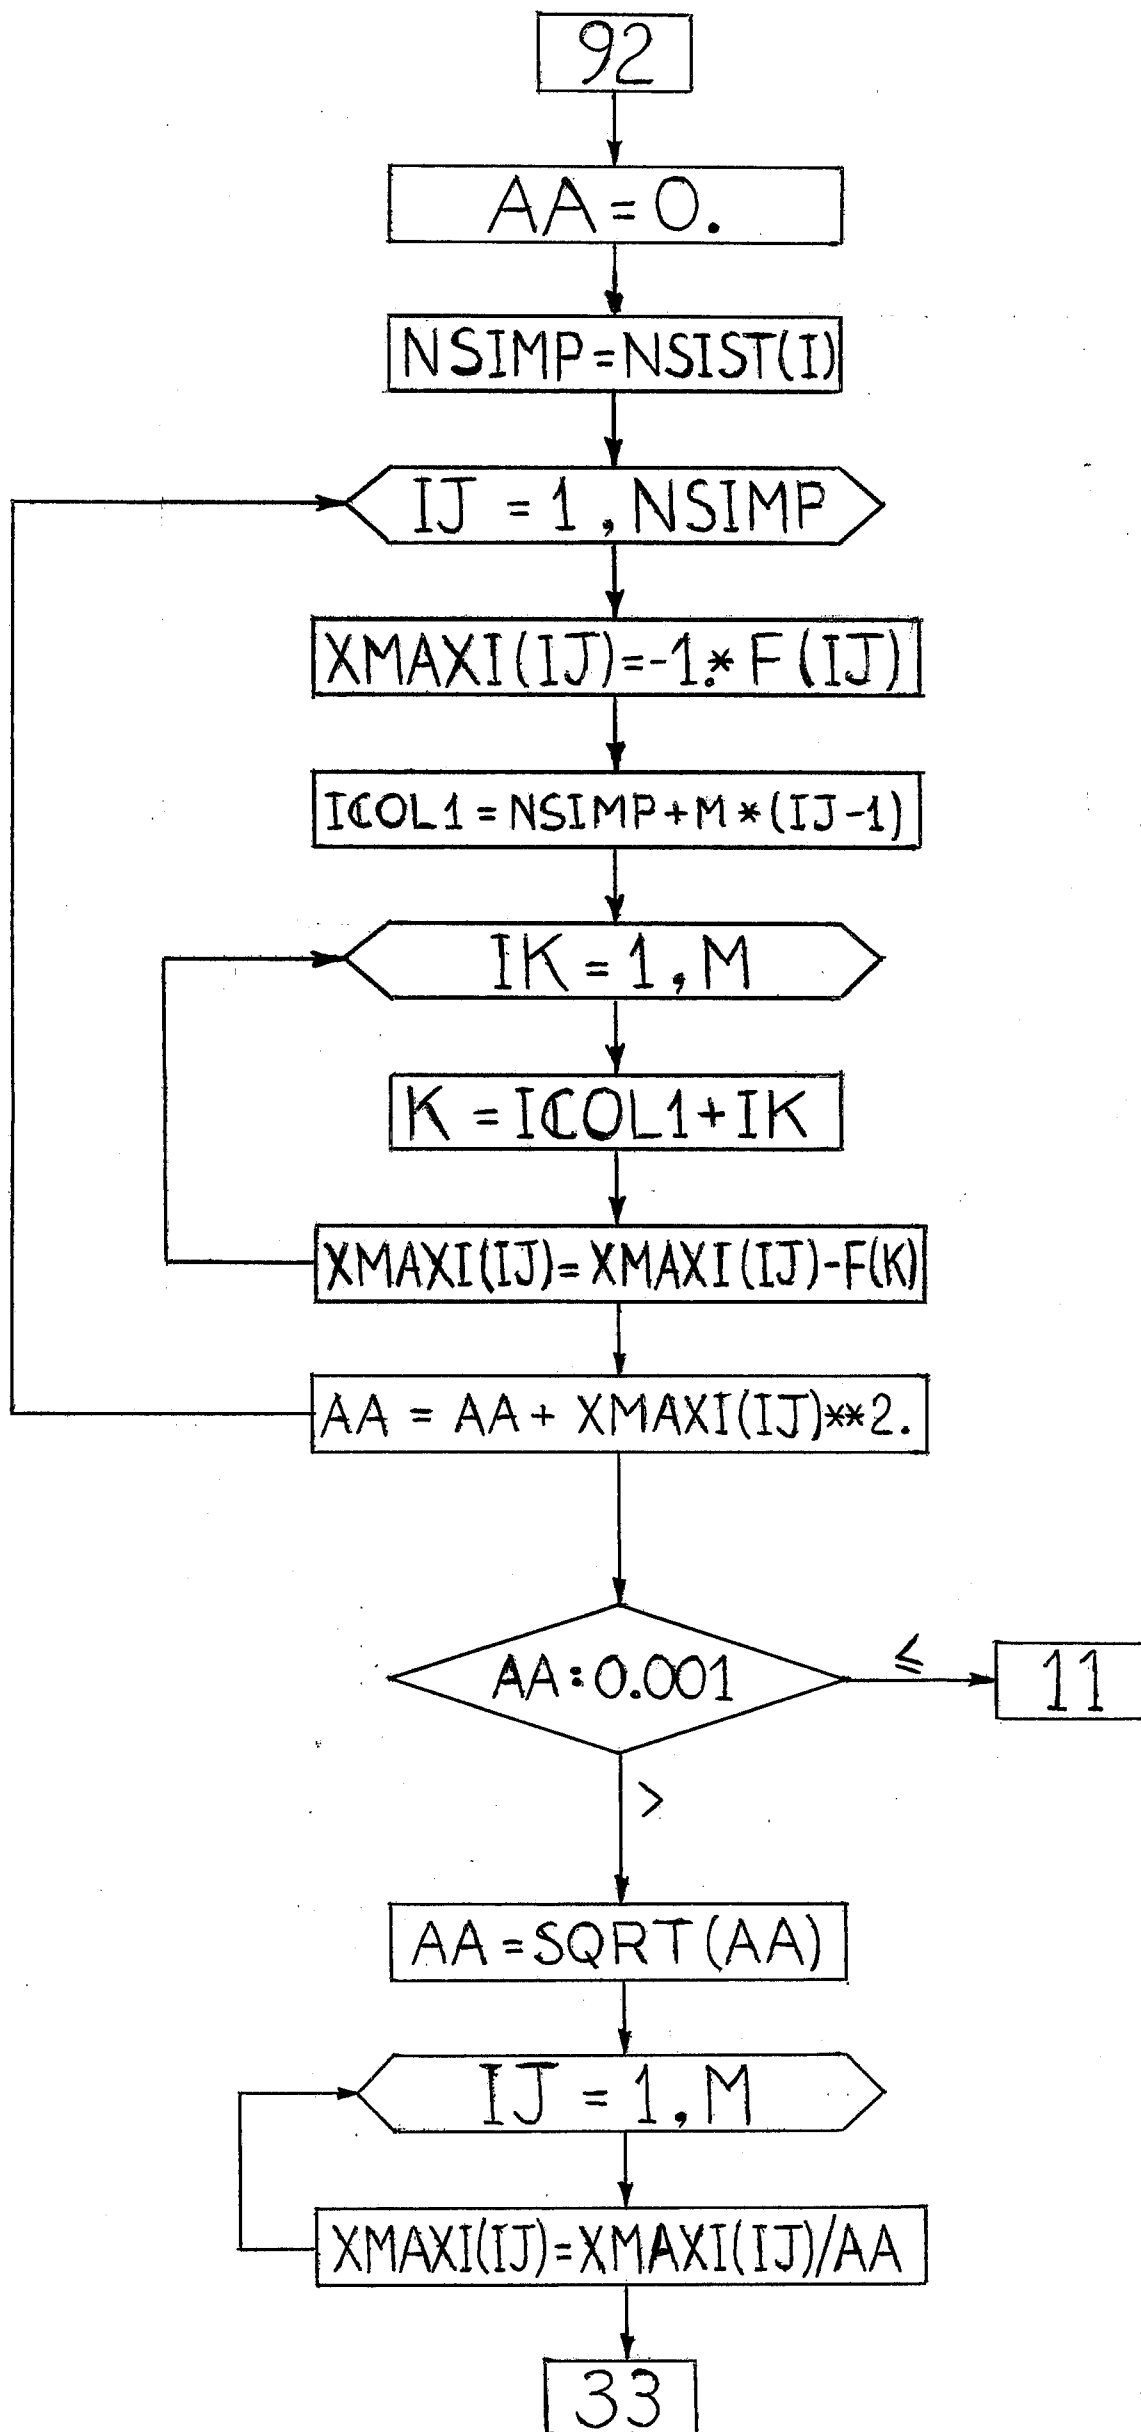 92
AA = 0.
NSIMP=NSIST(I)
IJ = 1, NSIMP
XMAXI(IJ)=-1.* F(IJ)
ICOL1 = NSIMP+M*(IJ-1)
IK = 1, M
K = ICOL1+IK
XMAXI(IJ)=XMAXI(IJ)-F(K)
AA = AA+ XMAXI(IJ)**2.
AA:0.001
≤
11
>
AA=SQRT(AA)
IJ = 1, M
XMAXI(IJ)=XMAXI(IJ)/AA
33